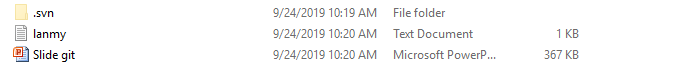 .svn 9/24/2019 10:19 AM File folder
lanmy 9/24/2019 10:20 AM Text Document 1 KB
Slide git 9/24/2019 10:20 AM Microsoft PowerP... 367 KB